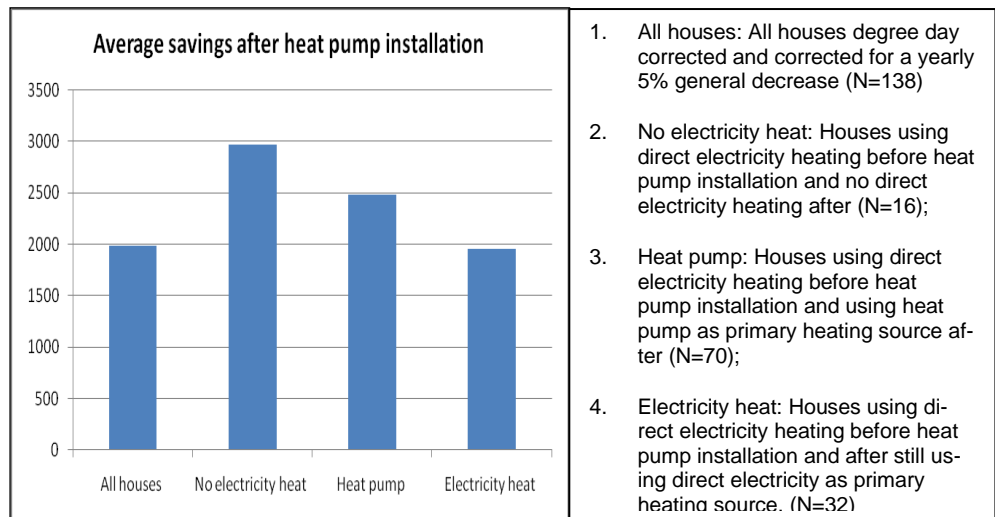 Average savings after heat pump installation
3500
3000
2500
2000
1500
1000
500
0
All houses
No electricity heat
Heat pump
Electricity heat
1. All houses: All houses degree day
corrected and corrected for a yearly
5% general decrease (N=138)
2. No electricity heat: Houses using
direct electricity heating before heat
pump installation and no direct
electricity heating after (N=16);
3. Heat pump: Houses using direct
electricity heating before heat
pump installation and using heat
pump as primary heating source af-
ter (N=70);
4. Electricity heat: Houses using di-
rect electricity heating before heat
pump installation and after still us-
ing direct electricity as primary
heating source. (N=32)